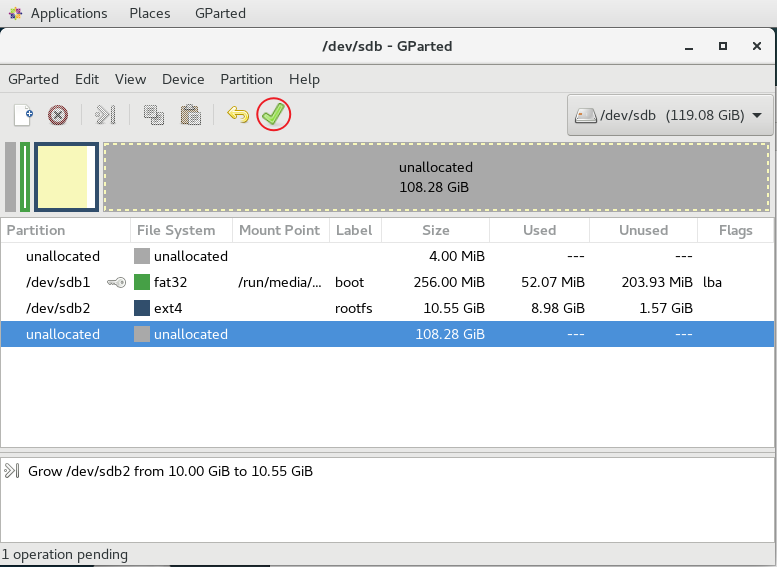 Applications Places GParted
/dev/sdb - GParted
GParted Edit View Device Partition Help
/dev/sdb (119.08 GiB)
unallocated
108.28 GiB
Partition File System Mount Point Label Size Used Unused Flags
unallocated unallocated 4.00 MiB --- ---
/dev/sdb1 fat32 /run/media/... boot 256.00 MiB 52.07 MiB 203.93 MiB lba
/dev/sdb2 ext4 rootfs 10.55 GiB 8.98 GiB 1.57 GiB
unallocated unallocated 108.28 GiB --- ---
Grow /dev/sdb2 from 10.00 GiB to 10.55 GiB
1 operation pending